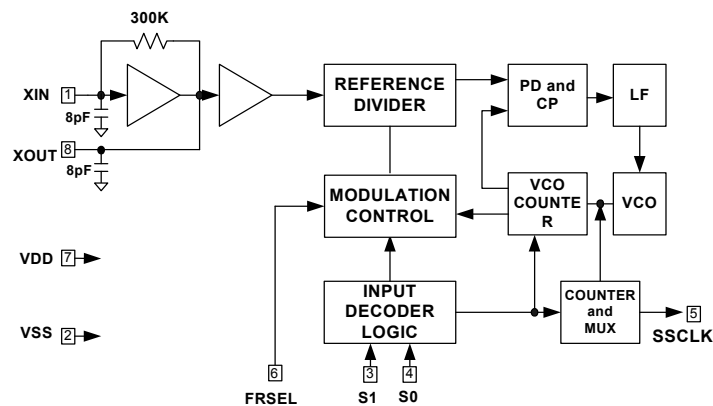 300K
XIN
1
8pF
XOUT
8
8pF
REFERENCE
DIVIDER
PD and
CP
LF
MODULATION
CONTROL
VCO
COUNTE
R
VCO
VDD
7
VSS
2
INPUT
DECODER
LOGIC
COUNTER
and
MUX
5
SSCLK
6
FRSEL
3
S1
4
S0